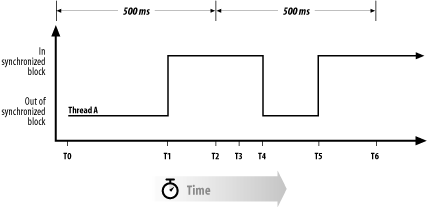 500 ms 500 ms
In
synchronized
block
Out of
synchronized
block
Thread A
T0 T1 T2 T3 T4 T5 T6
Time